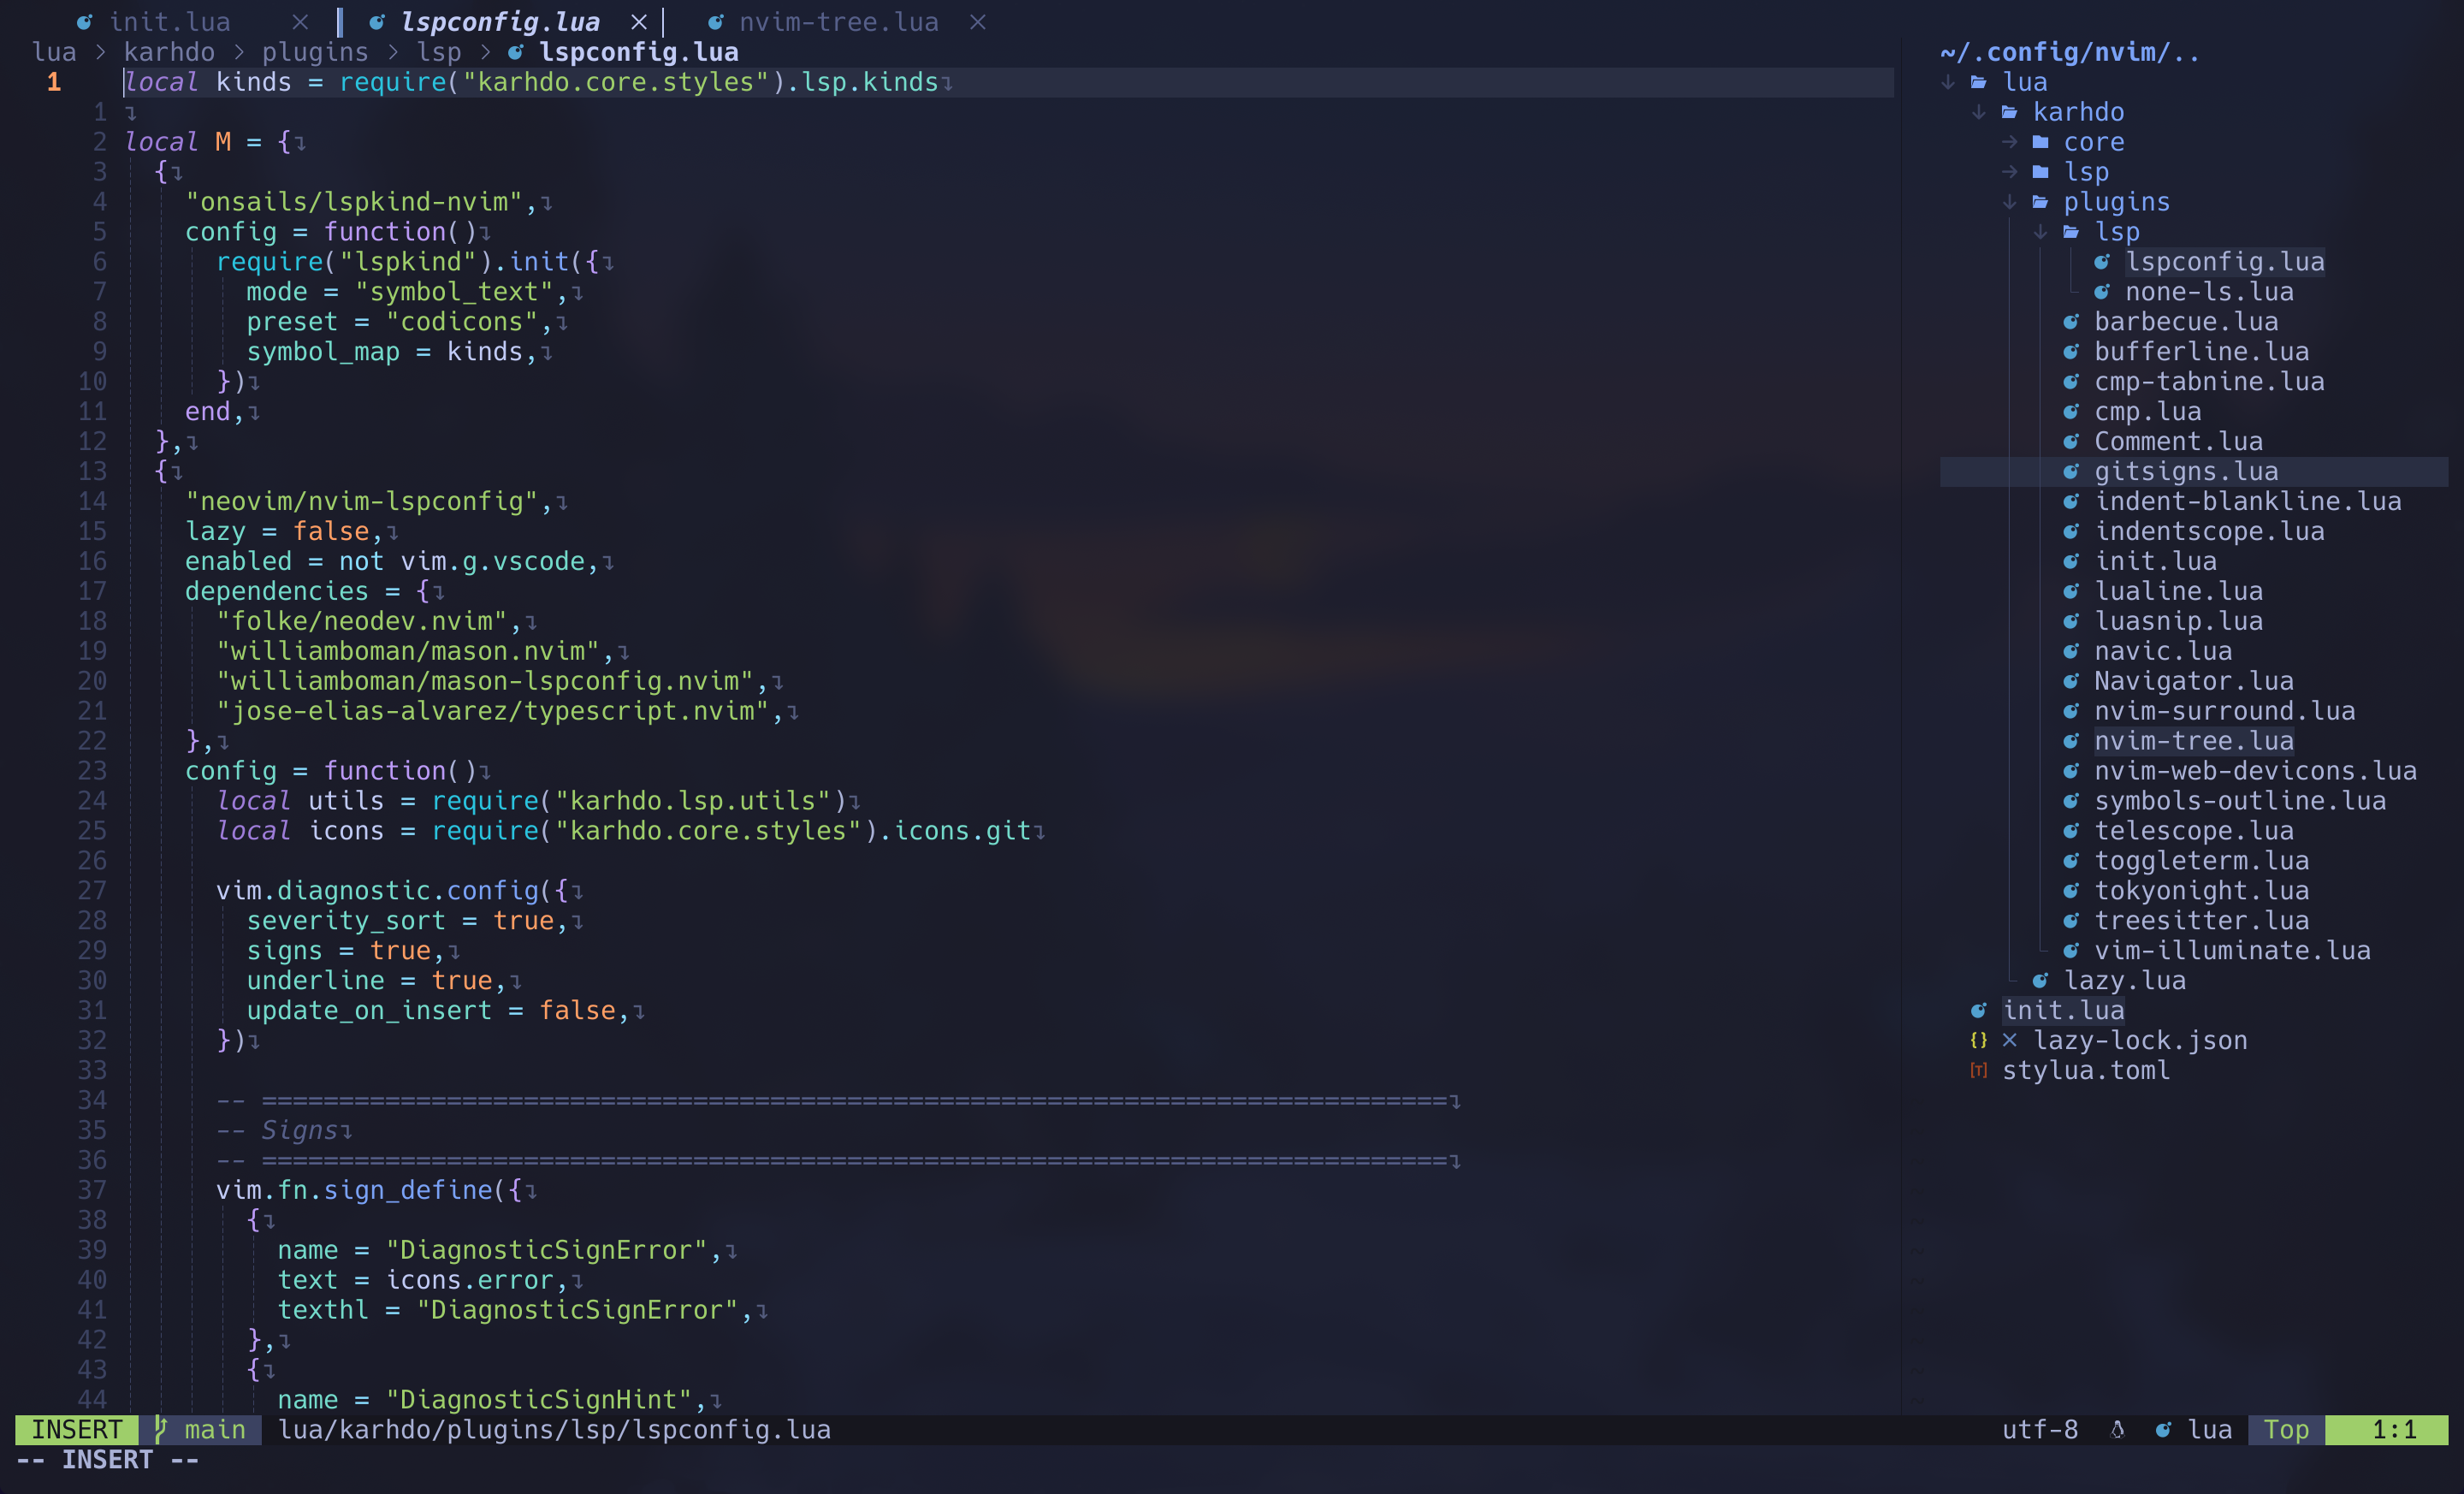 init.lua × lspconfig.lua × nvim-tree.lua ×
lua > karhdo > plugins > lsp > lspconfig.lua
1 local kinds = require("karhdo.core.styles").lsp.kinds
1
2 local M = {
3 {
4 "onsails/lspkind-nvim",
5 config = function()
6 require("lspkind").init({
7 mode = "symbol_text",
8 preset = "codicons",
9 symbol_map = kinds,
10 })
11 end,
12 },
13 {
14 "neovim/nvim-lspconfig",
15 lazy = false,
16 enabled = not vim.g.vscode,
17 dependencies = {
18 "folke/neodev.nvim",
19 "williamboman/mason.nvim",
20 "williamboman/mason-lspconfig.nvim",
21 "jose-elias-alvarez/typescript.nvim",
22 },
23 config = function()
24 local utils = require("karhdo.lsp.utils")
25 local icons = require("karhdo.core.styles").icons.git
26
27 vim.diagnostic.config({
28 severity_sort = true,
29 signs = true,
30 underline = true,
31 update_on_insert = false,
32 })
33
34 -- =============================================================================
35 -- Signs
36 -- =============================================================================
37 vim.fn.sign_define({
38 {
39 name = "DiagnosticSignError",
40 text = icons.error,
41 texthl = "DiagnosticSignError",
42 },
43 {
44 name = "DiagnosticSignHint",
~/.config/nvim/..
lua
karhdo
core
lsp
plugins
lsp
lspconfig.lua
none-ls.lua
barbecue.lua
bufferline.lua
cmp-tabnine.lua
cmp.lua
Comment.lua
gitsigns.lua
indent-blankline.lua
indentscope.lua
init.lua
lualine.lua
luasnip.lua
navic.lua
Navigator.lua
nvim-surround.lua
nvim-tree.lua
nvim-web-devicons.lua
symbols-outline.lua
telescope.lua
toggleterm.lua
tokyonight.lua
treesitter.lua
vim-illuminate.lua
lazy.lua
init.lua
{} × lazy-lock.json
[T] stylua.toml
INSERT main lua/karhdo/plugins/lsp/lspconfig.lua utf-8 lua Top 1:1
-- INSERT --